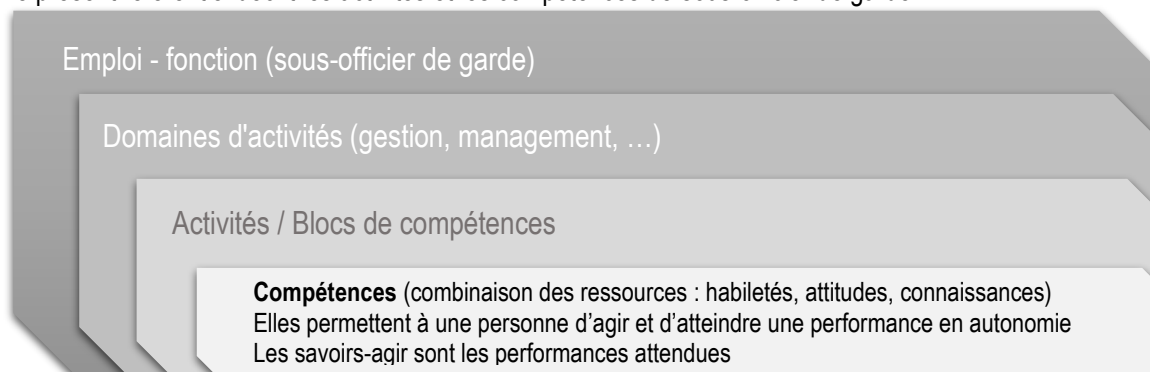 Emploi - fonction (sous-officier de garde)
Domaines d'activités (gestion, management, …)
Activités / Blocs de compétences
Compétences (combinaison des ressources : habiletés, attitudes, connaissances)
Elles permettent à une personne d’agir et d’atteindre une performance en autonomie
Les savoirs-agir sont les performances attendues